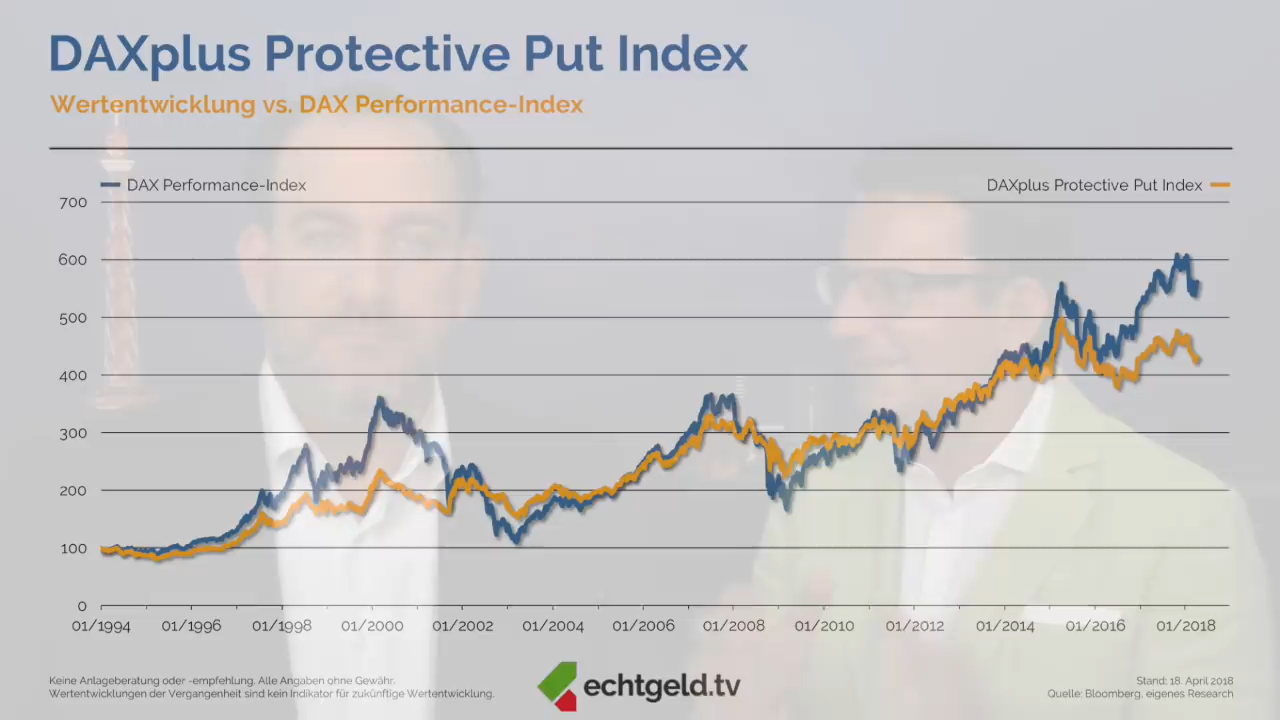 DAXplus Protective Put Index
Wertentwicklung vs. DAX Performance-Index
DAX Performance-Index
DAXplus Protective Put Index
700
600
500
400
300
200
100
0
01/1994 01/1996 01/1998 01/2000 01/2002 01/2004 01/2006 01/2008 01/2010 01/2012 01/2014 01/2016 01/2018
Keine Anlageberatung oder -empfehlung. Alle Angaben ohne Gewähr.
Wertentwicklungen der Vergangenheit sind kein Indikator für zukünftige Wertentwicklung.
echtgeld.tv
Stand: 18. April 2018
Quelle: Bloomberg, eigenes Research